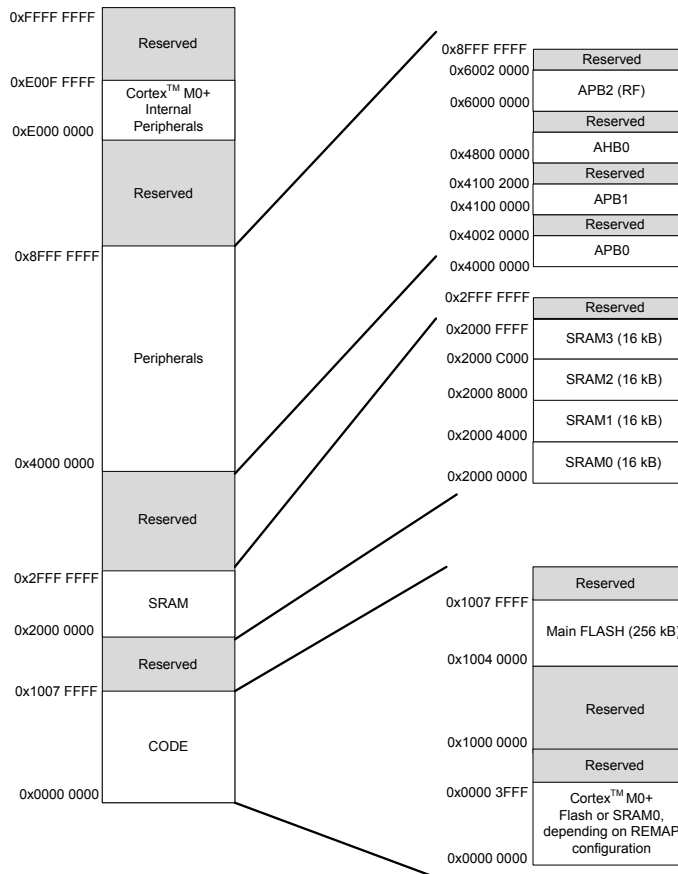 0xFFFF FFFF
Reserved
0xE00F FFFF
Cortex™ M0+
Internal
Peripherals
0xE000 0000
Reserved
0x8FFF FFFF
Peripherals
0x4000 0000
Reserved
0x2FFF FFFF
SRAM
0x2000 0000
Reserved
0x1007 FFFF
CODE
0x0000 0000
0x8FFF FFFF
Reserved
0x6002 0000
APB2 (RF)
0x6000 0000
Reserved
AHB0
0x4800 0000
Reserved
0x4100 2000
APB1
0x4100 0000
Reserved
0x4002 0000
APB0
0x4000 0000
0x2FFF FFFF
Reserved
0x2000 FFFF
SRAM3 (16 kB)
0x2000 C000
SRAM2 (16 kB)
0x2000 8000
SRAM1 (16 kB)
0x2000 4000
SRAM0 (16 kB)
0x2000 0000
Reserved
0x1007 FFFF
Main FLASH (256 kB)
0x1004 0000
Reserved
0x1000 0000
Reserved
0x0000 3FFF
Cortex™ M0+
Flash or SRAM0,
depending on REMAP
configuration
0x0000 0000